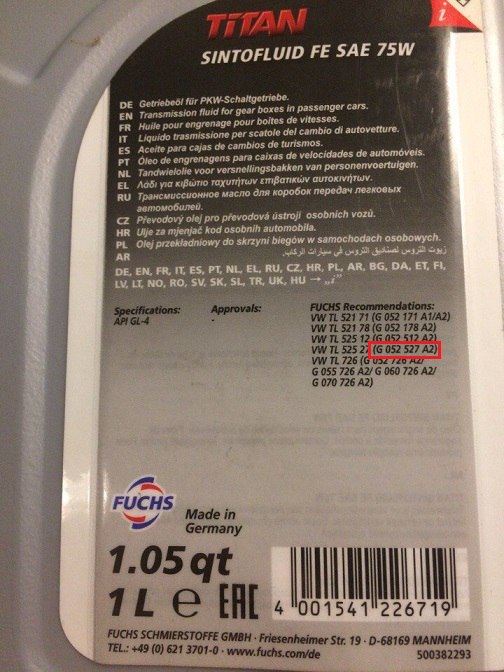 TITAN
SINTOFLUID FE SAE 75W
i
DE Getriebeöl für PKW-Schaltgetriebe.
EN Transmission fluid for gear boxes in passenger cars.
FR Huile pour engrenage pour boîtes de vitesses.
IT Liquido trasmissione per scatole del cambio di autovetture.
ES Aceite para cajas de cambios de turismos.
PT Óleo de engrenagens para caixas de velocidades de automóveis.
NL Tandwielolie voor versnellingsbakken van personenvoertuigen.
EL Λάδι για κιβώτιο ταχυτήτων επιβατικών αυτοκινήτων.
RU Трансмиссионное масло для коробок передач легковых
автомобилей.
CZ Převodový olej pro převodová ústrojí osobních vozů.
HR Ulje za mjenjač kod osobnih automobila.
PL Olej przekładniowy do skrzyni biegów w samochodach osobowych.
AR زيوت التروس لصناديق التروس في سيارات الركاب.
DE, EN, FR, IT, ES, PT, NL, EL, RU, CZ, HR, PL, AR, BG, DA, ET, FI,
LV, LT, NO, RO, SV, SK, SL, TR, UK, HU → „i"
Specifications:
API GL-4
Approvals:
-
FUCHS Recommendations:
VW TL 521 71 (G 052 171 A1/A2)
VW TL 521 78 (G 052 178 A2)
VW TL 525 12 (G 052 512 A2)
VW TL 525 27 (G 052 527 A2)
VW TL 726 (G 052 726 A2/
G 055 726 A2/ G 060 726 A2/
G 070 726 A2)
FUCHS
Made in
Germany
1.05 qt
1 L e EAC
4 001541 226719
FUCHS SCHMIERSTOFFE GMBH · Friesenheimer Str. 19 · D-68169 MANNHEIM
TEL.: +49 (0) 621 3701-0 · www.fuchs.com/de
500382293